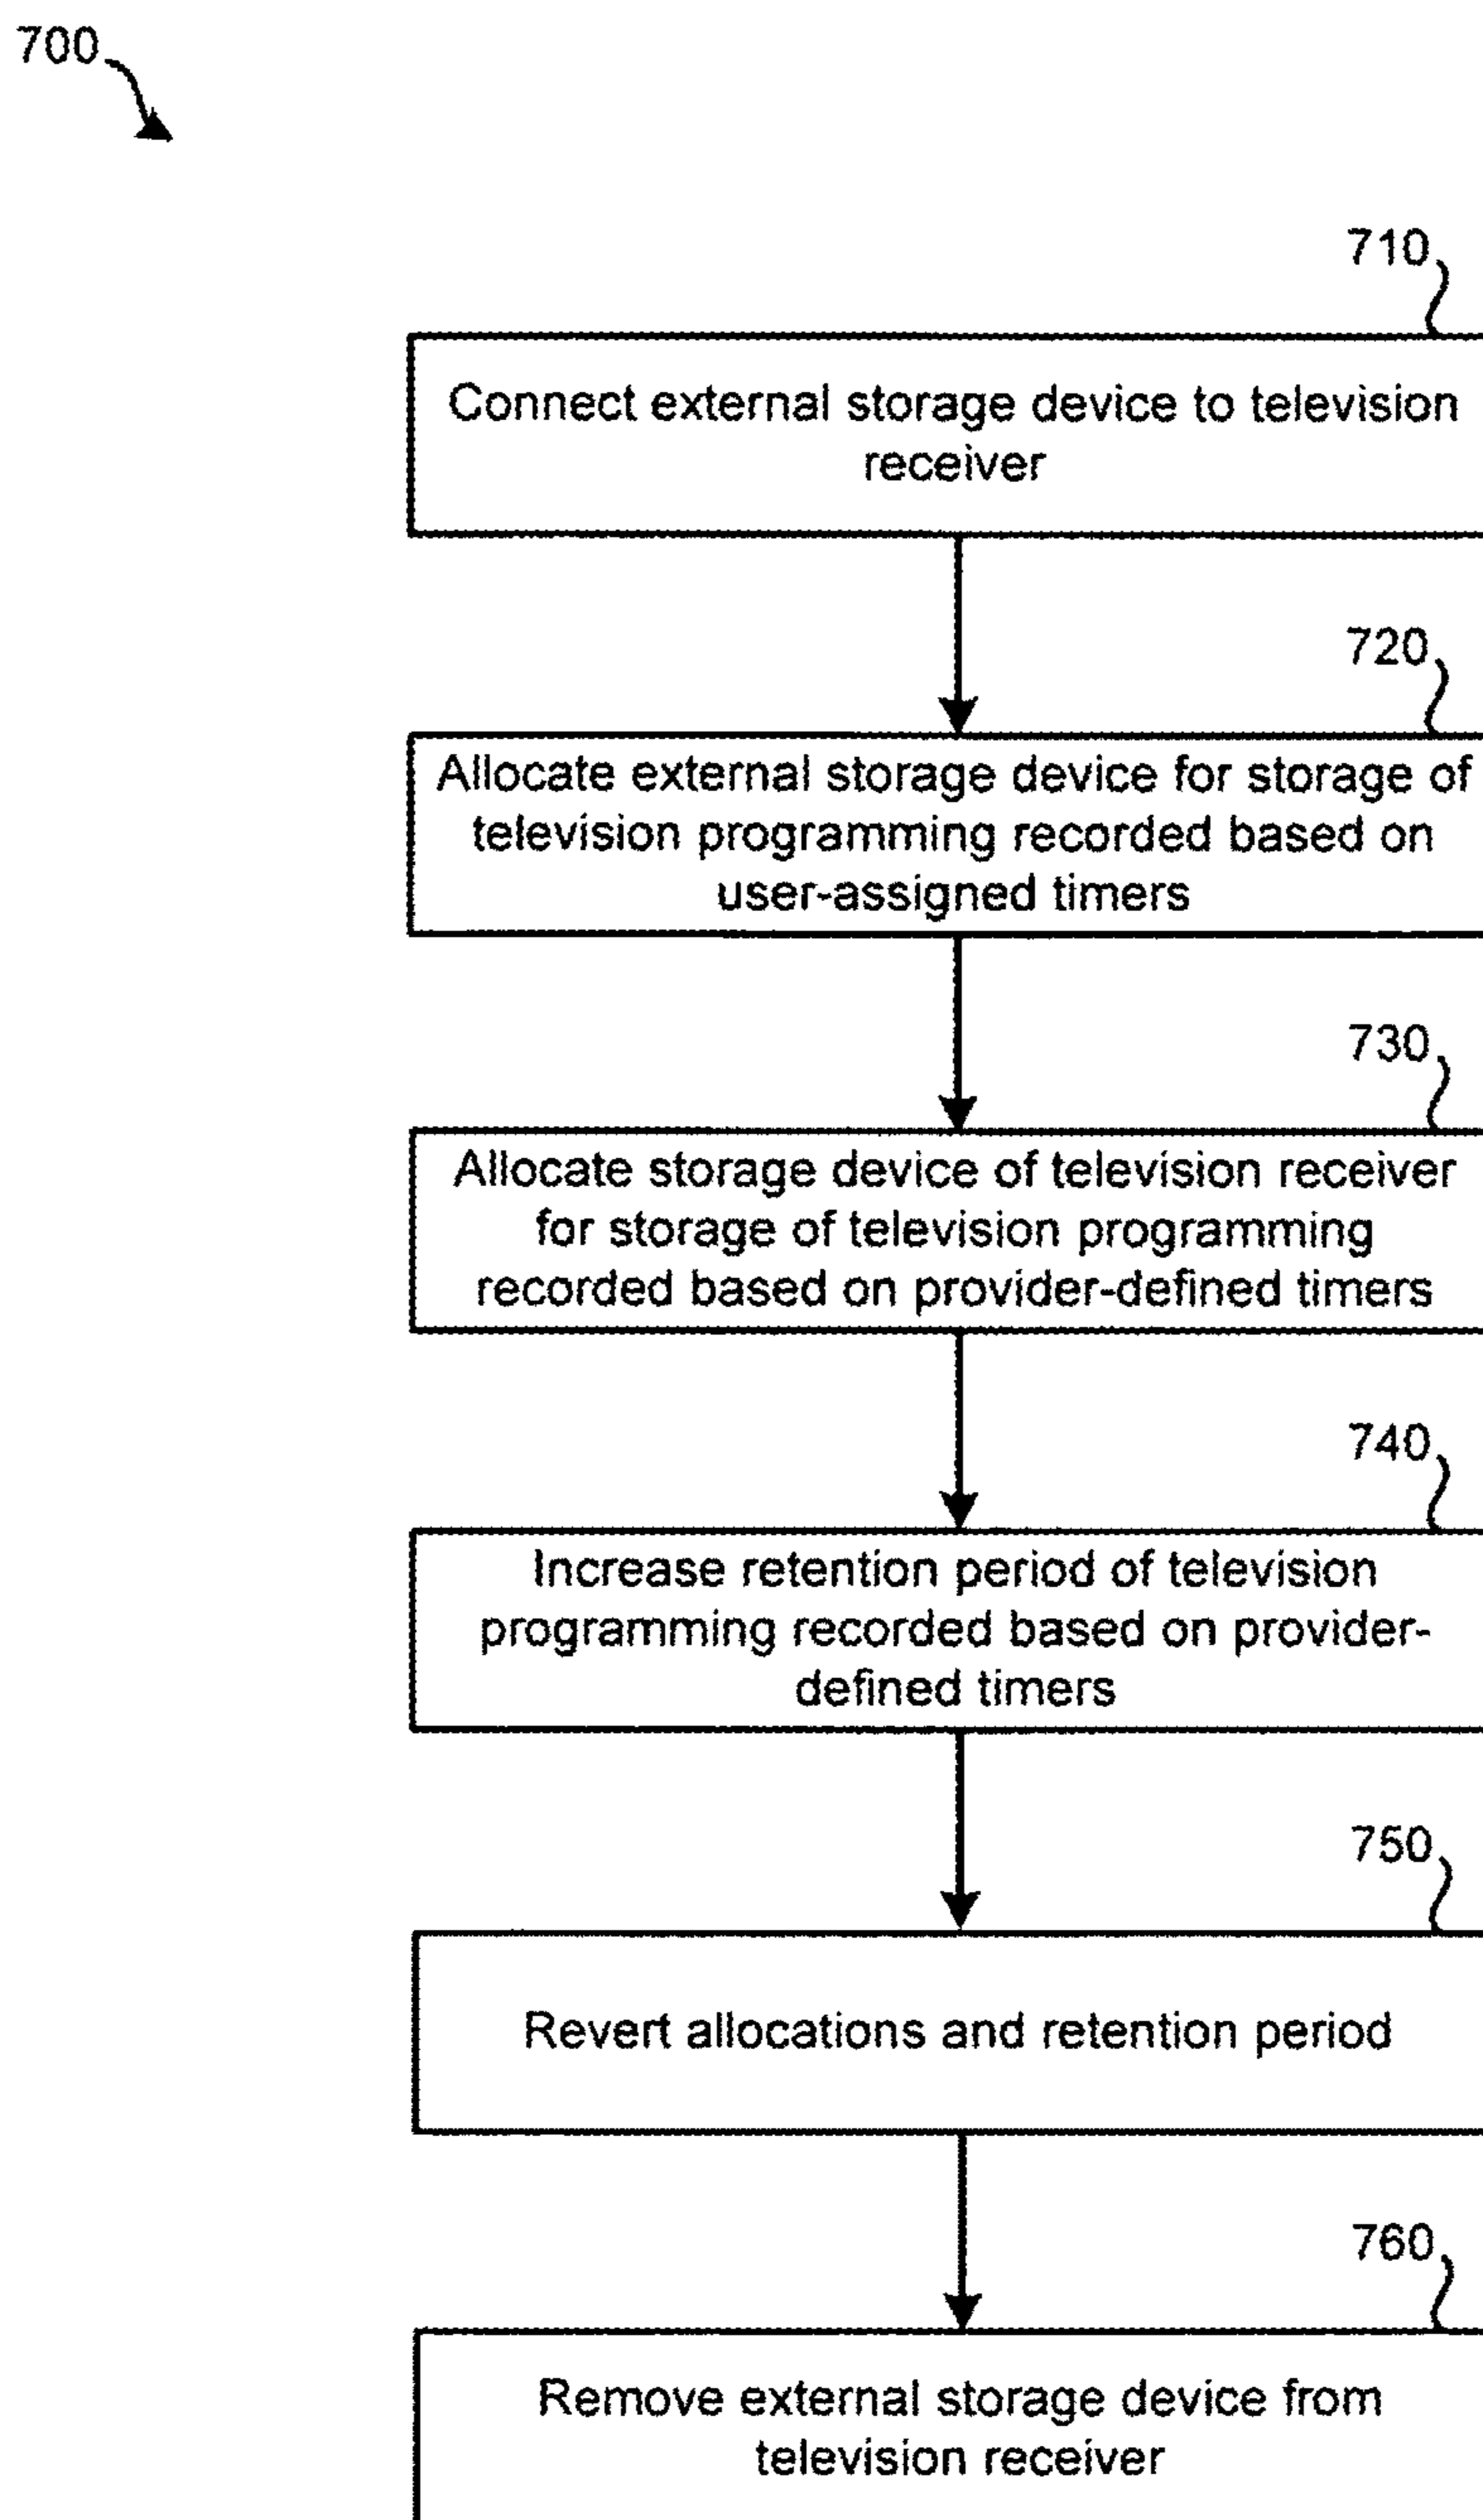 700
710
Connect external storage device to television
receiver
720
Allocate external storage device for storage of
television programming recorded based on
user-assigned timers
730
Allocate storage device of television receiver
for storage of television programming
recorded based on provider-defined timers
740
Increase retention period of television
programming recorded based on provider-
defined timers
750
Revert allocations and retention period
760
Remove external storage device from
television receiver